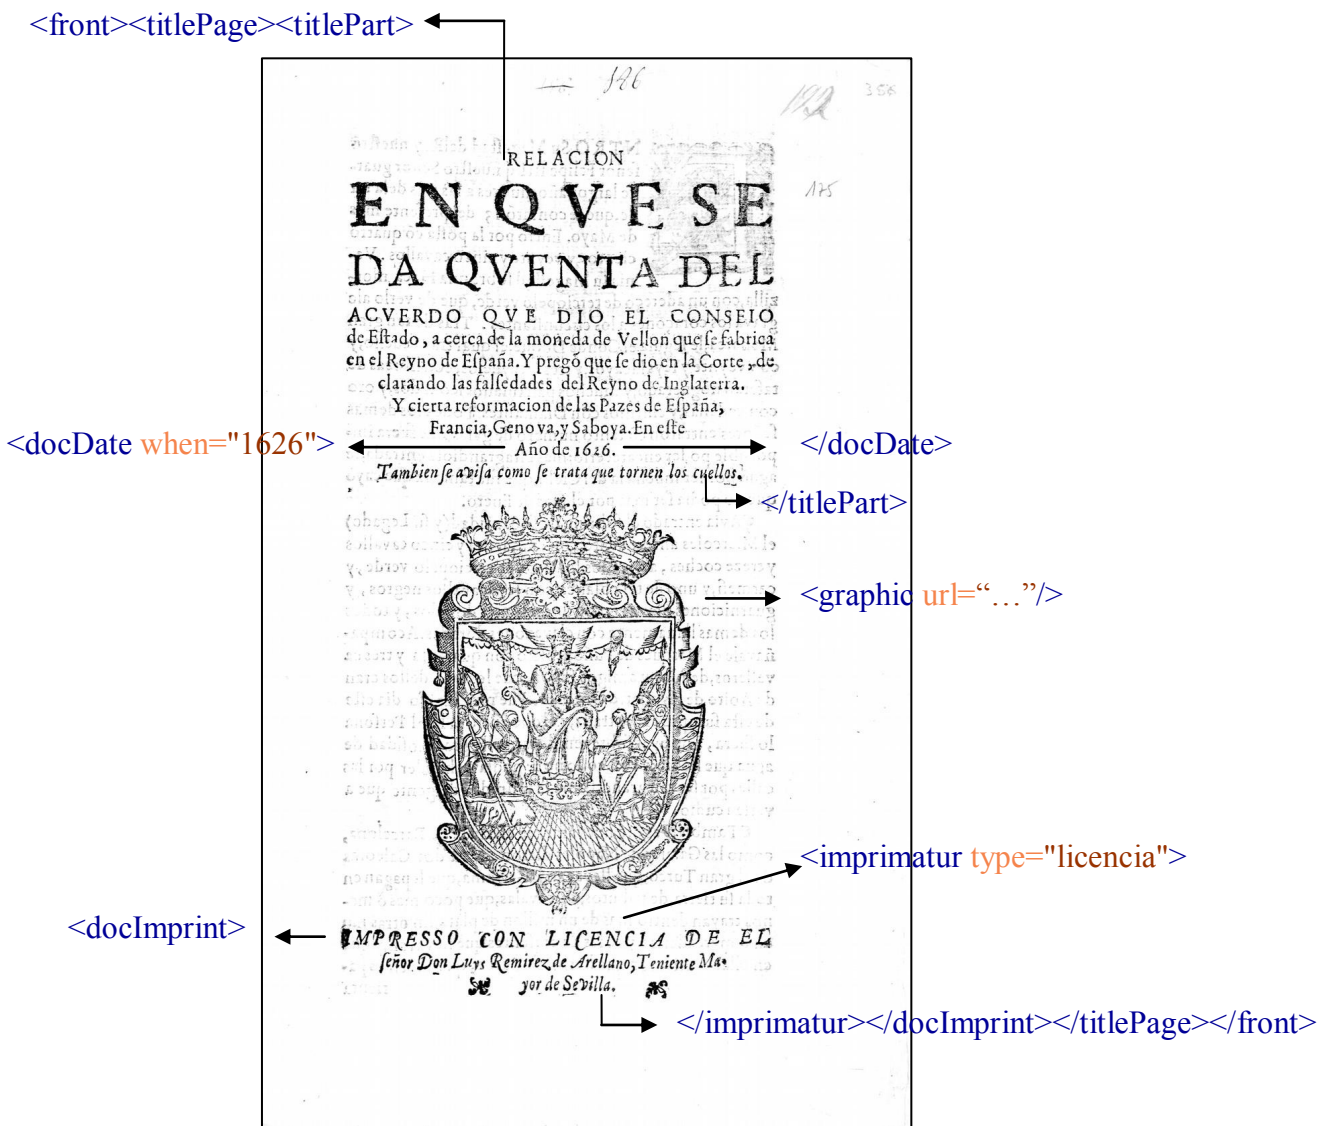 <front><titlePage><titlePart>
126
122
356
RELACION
175
EN QVE SE
DA QVENTA DEL
ACVERDO QVE DIO EL CONSEIO
de Eſtado, a cerca de la moneda de Vellon que ſe fabrica
en el Reyno de Eſpaña. Y pregõ que ſe dio en la Corte, de
clarando las falſedades del Reyno de Inglaterra.
Y cierta reformacion de las Pazes de Eſpaña,
Francia, Genova, y Saboya. En eſte
<docDate when="1626"> Año de 1626. </docDate>
Tambien ſe aviſa como ſe trata que tornen los cuellos.
</titlePart>
<graphic url=“…”/>
<imprimatur type="licencia">
<docImprint>
IMPRESSO CON LICENCIA DE EL
ſeñor Don Luys Remirez de Arellano, Teniente Ma-
yor de Sevilla.
</imprimatur></docImprint></titlePage></front>